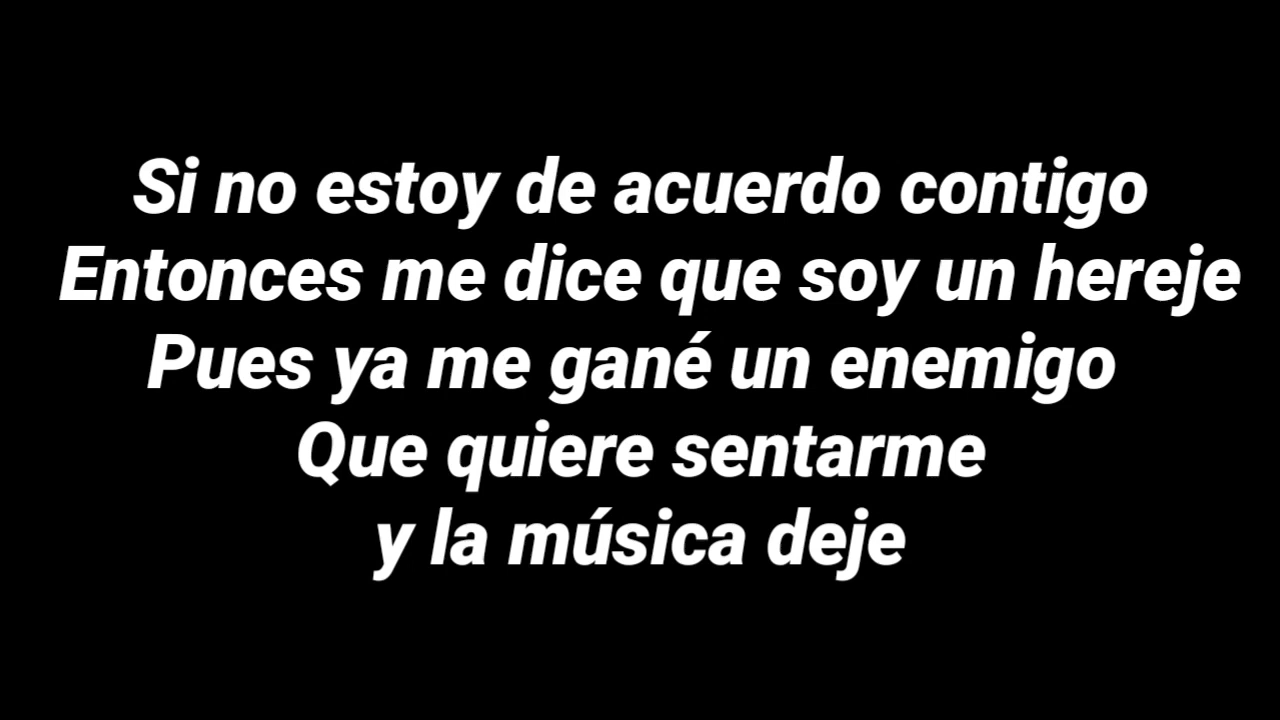 Si no estoy de acuerdo contigo
Entonces me dice que soy un hereje
Pues ya me gané un enemigo
Que quiere sentarme
y la música deje